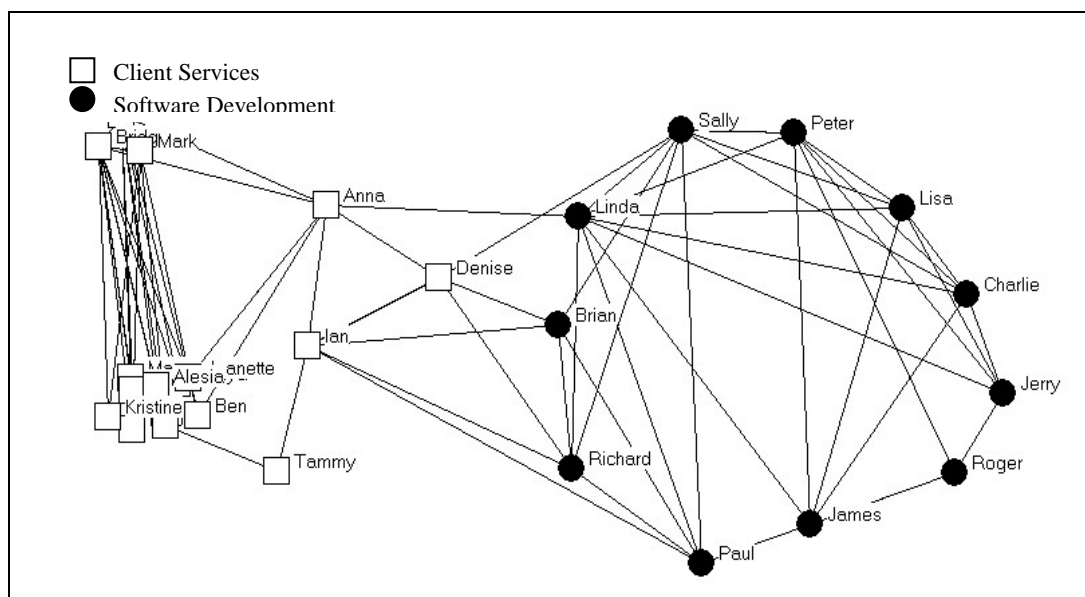 Client Services
Software Development
Mark
Sally
Peter
Anna
Linda
Lisa
Denise
Charlie
Brian
Ian
Alesia
Jerry
Kristine
Ben
Richard
Roger
Tammy
James
Paul